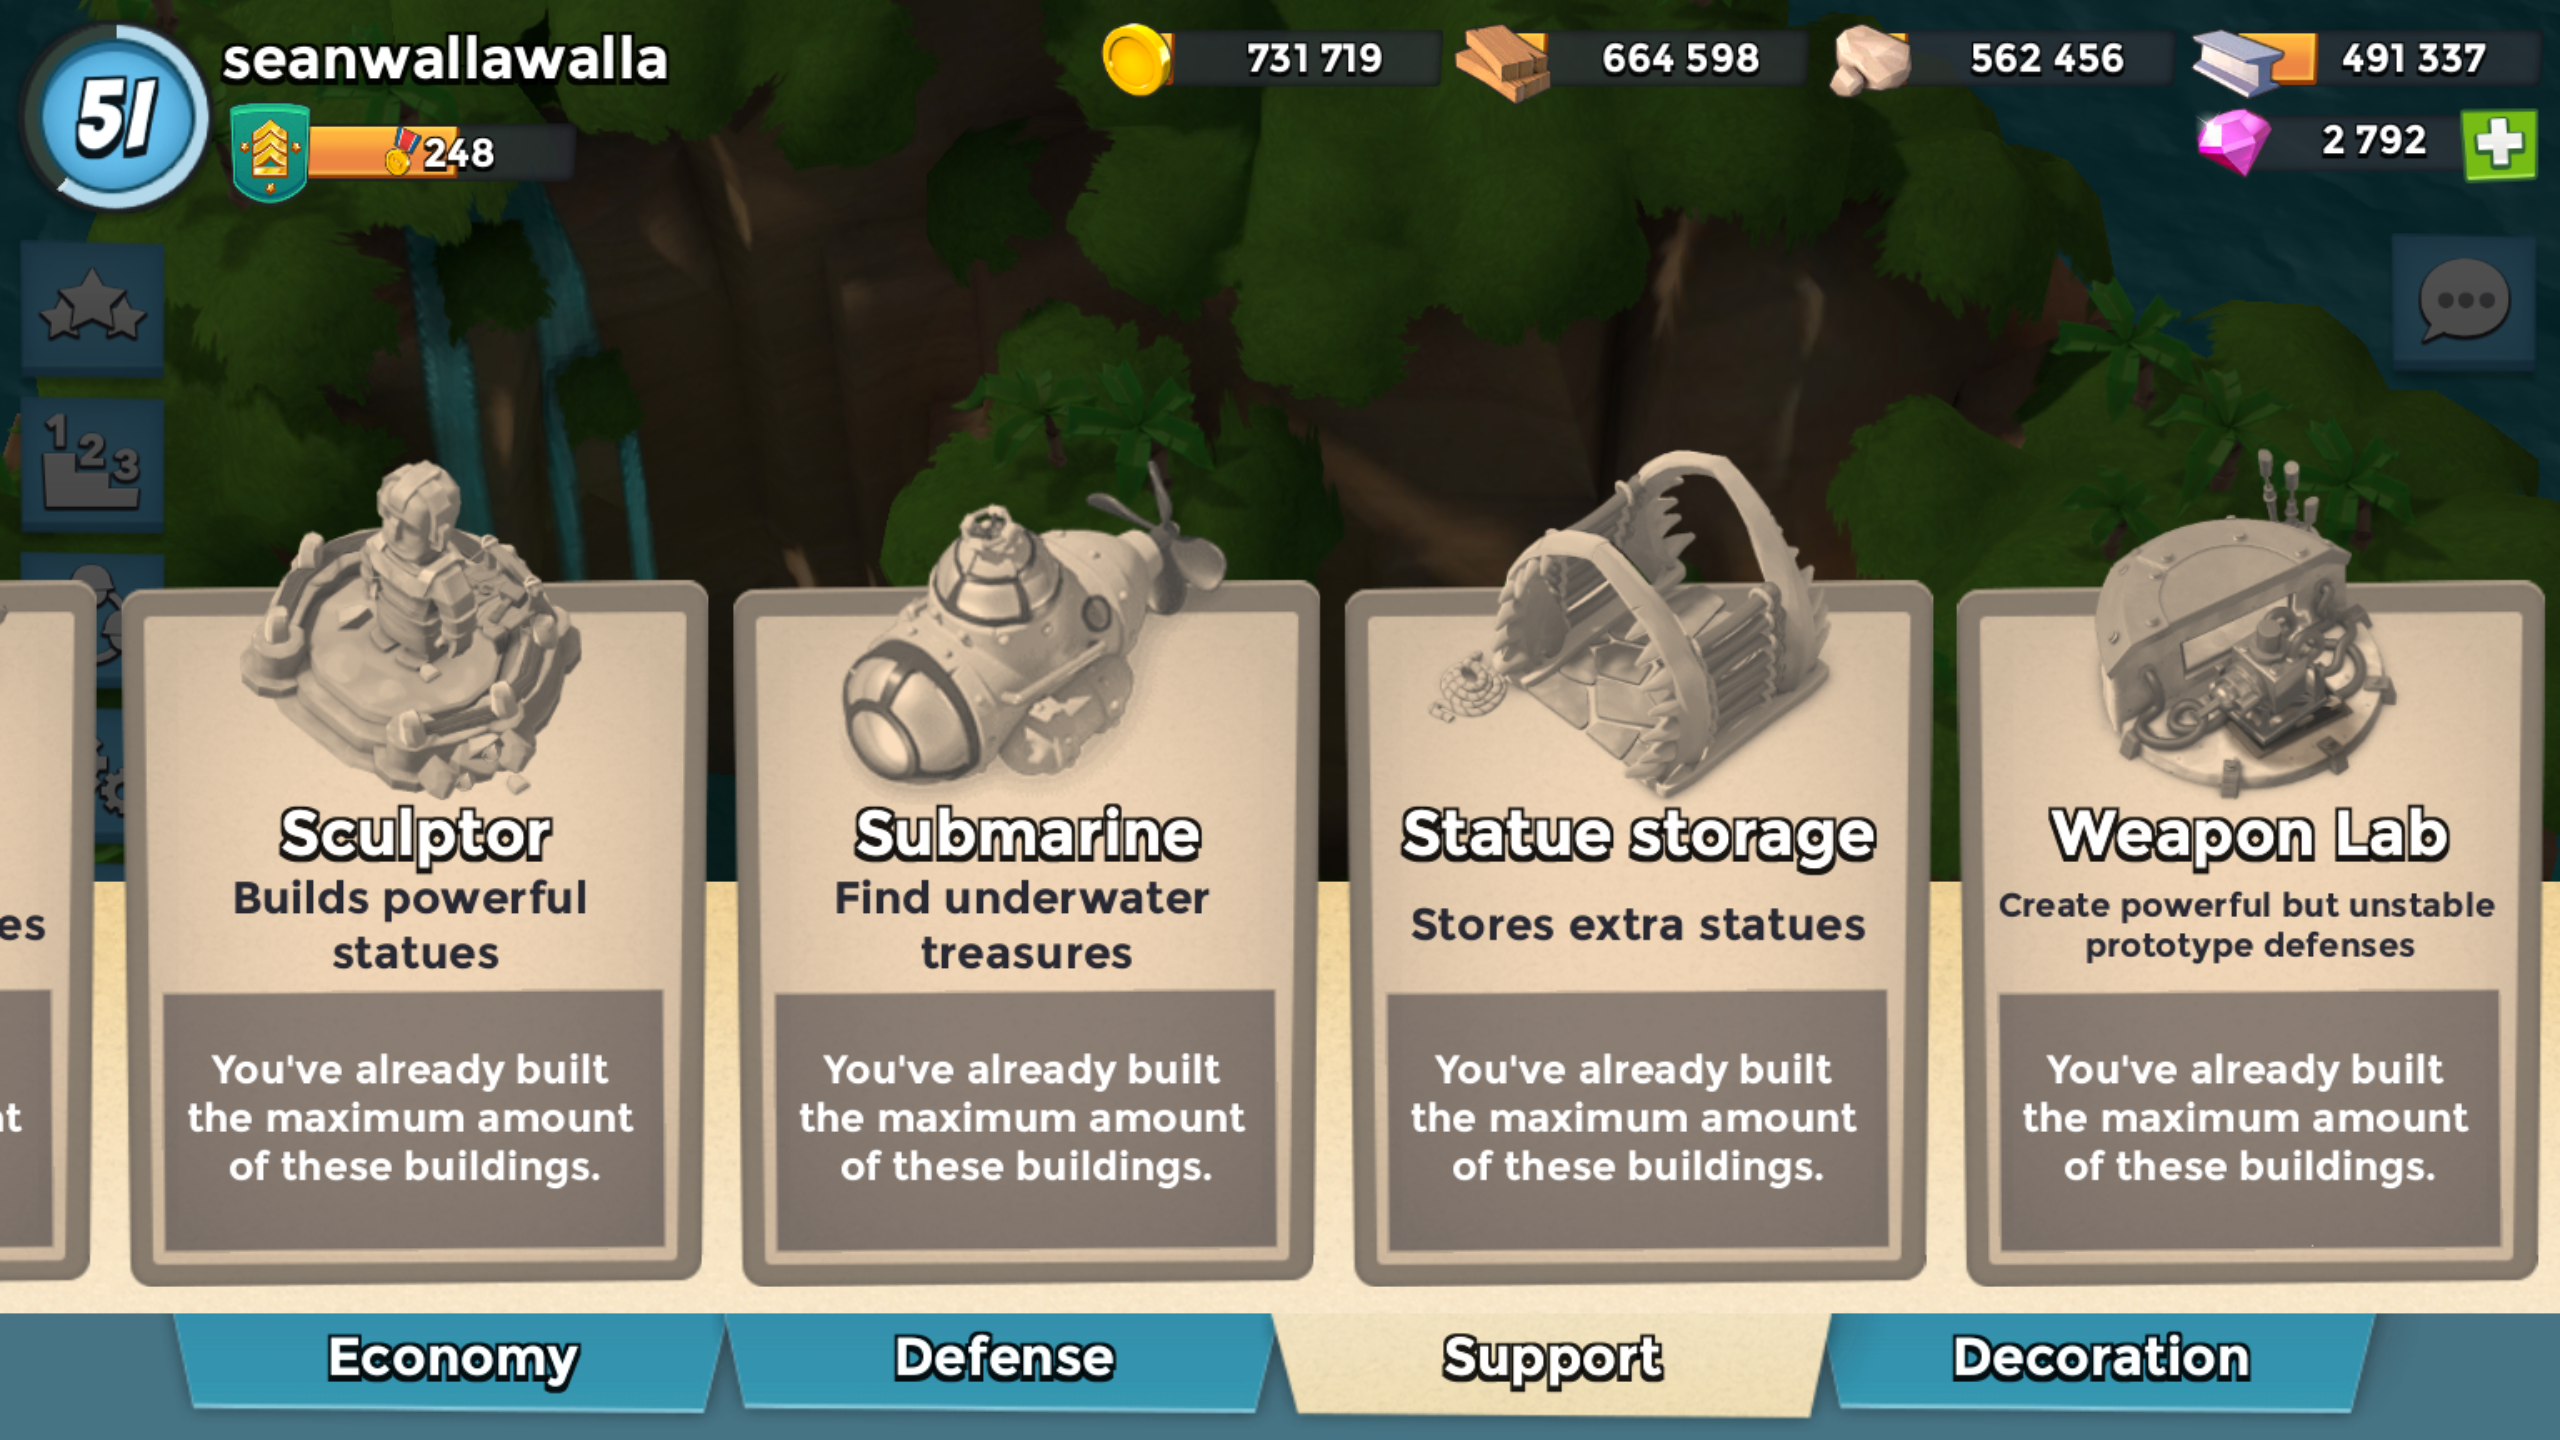 51
seanwallawalla
248
731 719
664 598
562 456
491 337
2 792
1 2 3
es
t
Sculptor
Builds powerful
statues
You've already built
the maximum amount
of these buildings.
Submarine
Find underwater
treasures
You've already built
the maximum amount
of these buildings.
Statue storage
Stores extra statues
You've already built
the maximum amount
of these buildings.
Weapon Lab
Create powerful but unstable
prototype defenses
You've already built
the maximum amount
of these buildings.
Economy
Defense
Support
Decoration